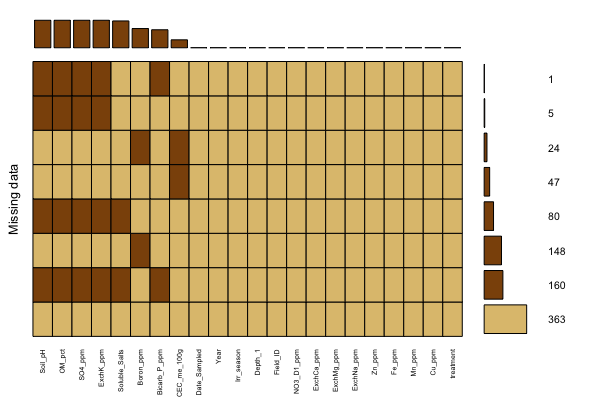 Missing data
1
5
24
47
80
148
160
363
Soil_pH
OM_pct
SO4_ppm
ExchK_ppm
Soluble_Salts
Boron_ppm
Bicarb_P_ppm
CEC_me_100g
Date_Sampled
Year
Irr_season
Depth_1
Field_ID
NO3_D1_ppm
ExchCa_ppm
ExchMg_ppm
ExchNa_ppm
Zn_ppm
Fe_ppm
Mn_ppm
Cu_ppm
treatment